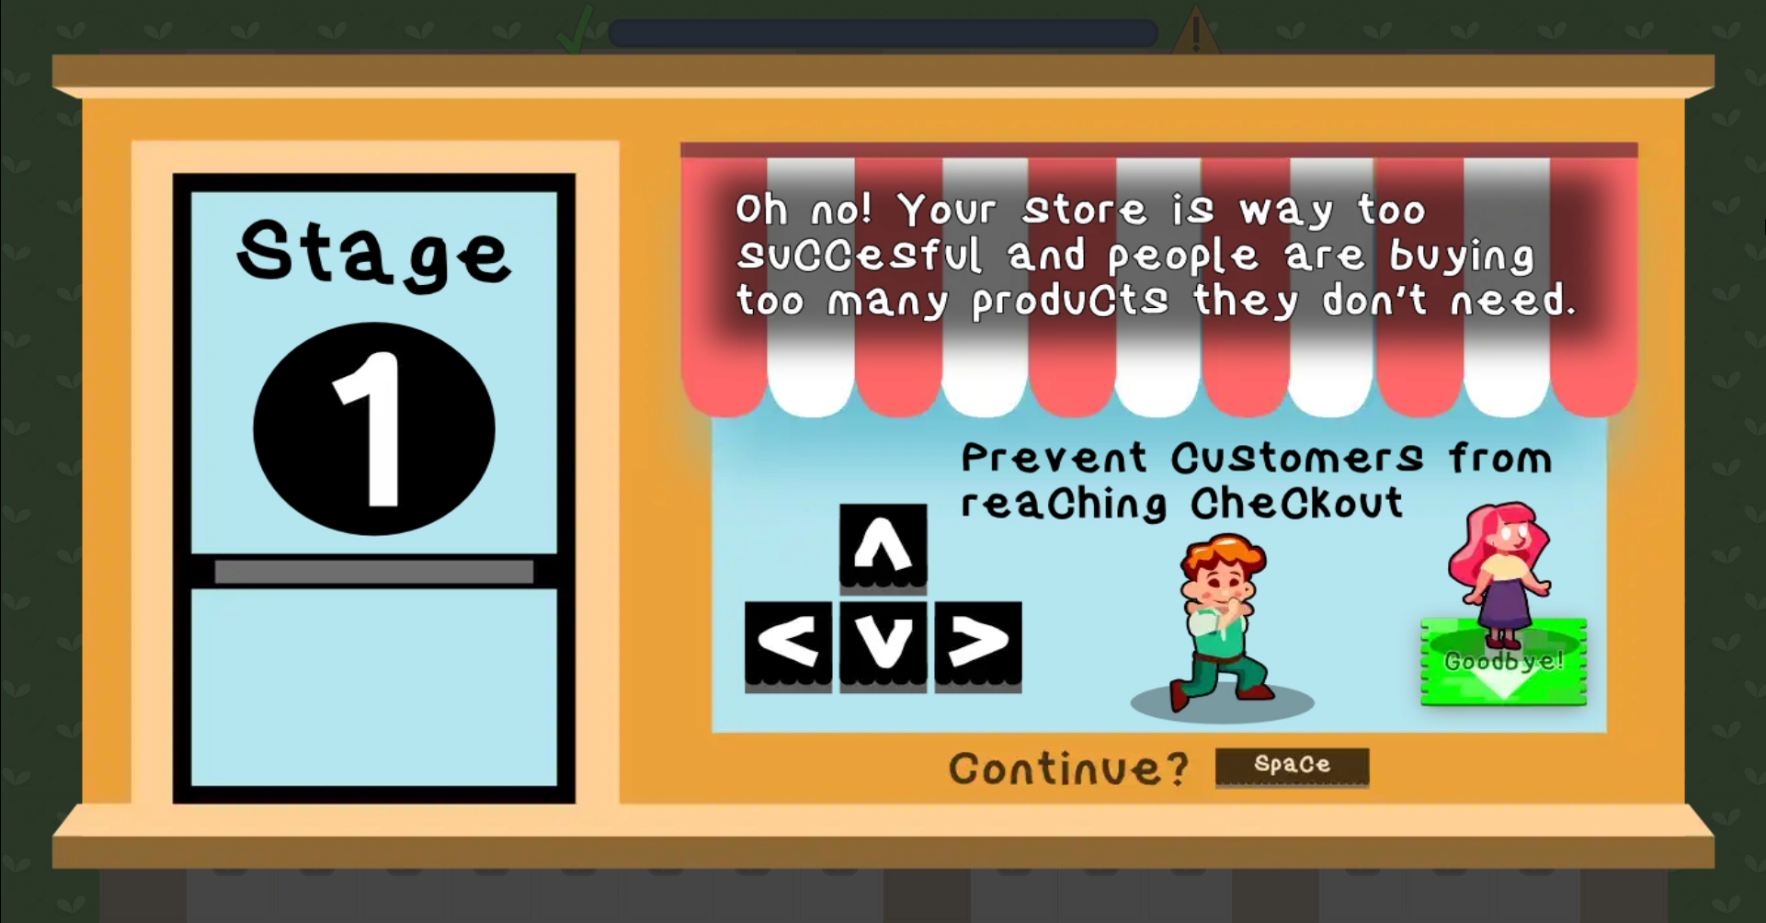 Stage
1
Oh no! Your store is way too
succesful and people are buying
too many products they don't need.
Prevent Customers from
reaching Checkout
^
< v >
Goodbye!
Continue? Space
!